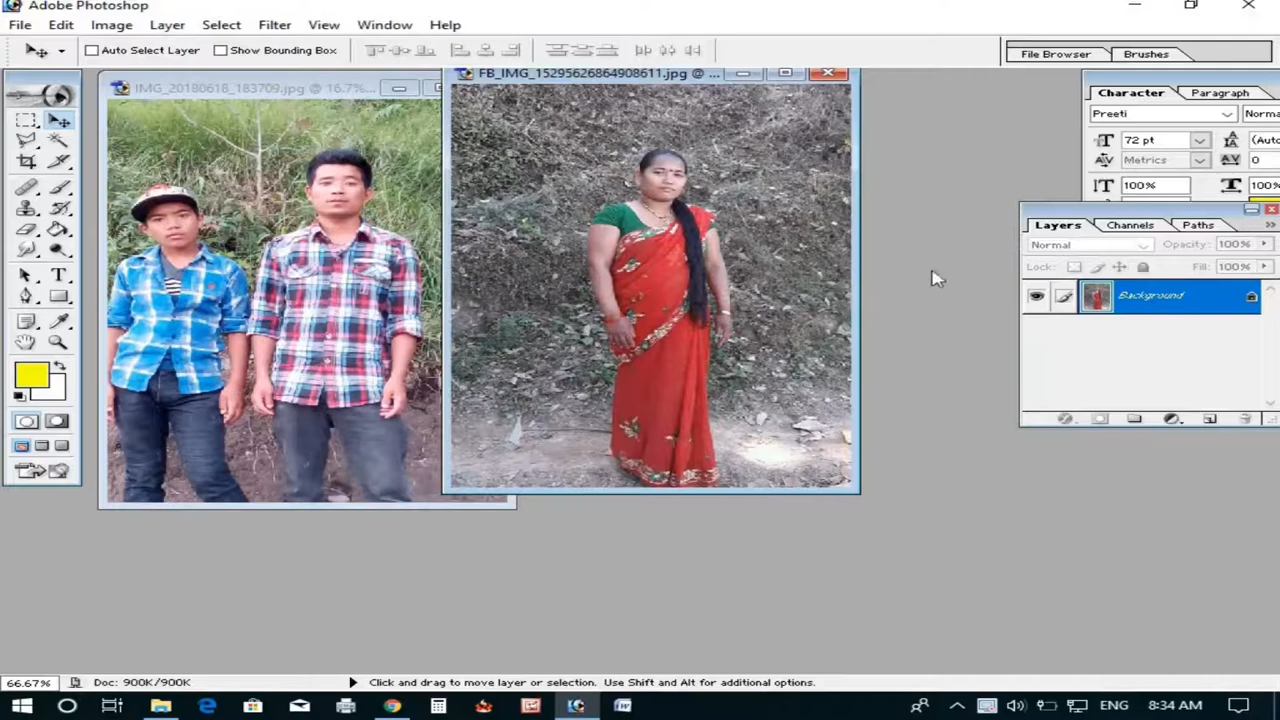 Adobe Photoshop
File Edit Image Layer Select Filter View Window Help
Auto Select Layer Show Bounding Box File Browser Brushes
IMG_20180618_183709.jpg @ 16.7%...
FB_IMG_15295626864908611.jpg @ ...
Character Paragraph
Preeti Norma
72 pt (Auto
Metrics 0
100% 100%
Layers Channels Paths
Normal Opacity: 100%
Lock: Fill: 100%
Background
66.67% Doc: 900K/900K Click and drag to move layer or selection. Use Shift and Alt for additional options.
ENG 8:34 AM